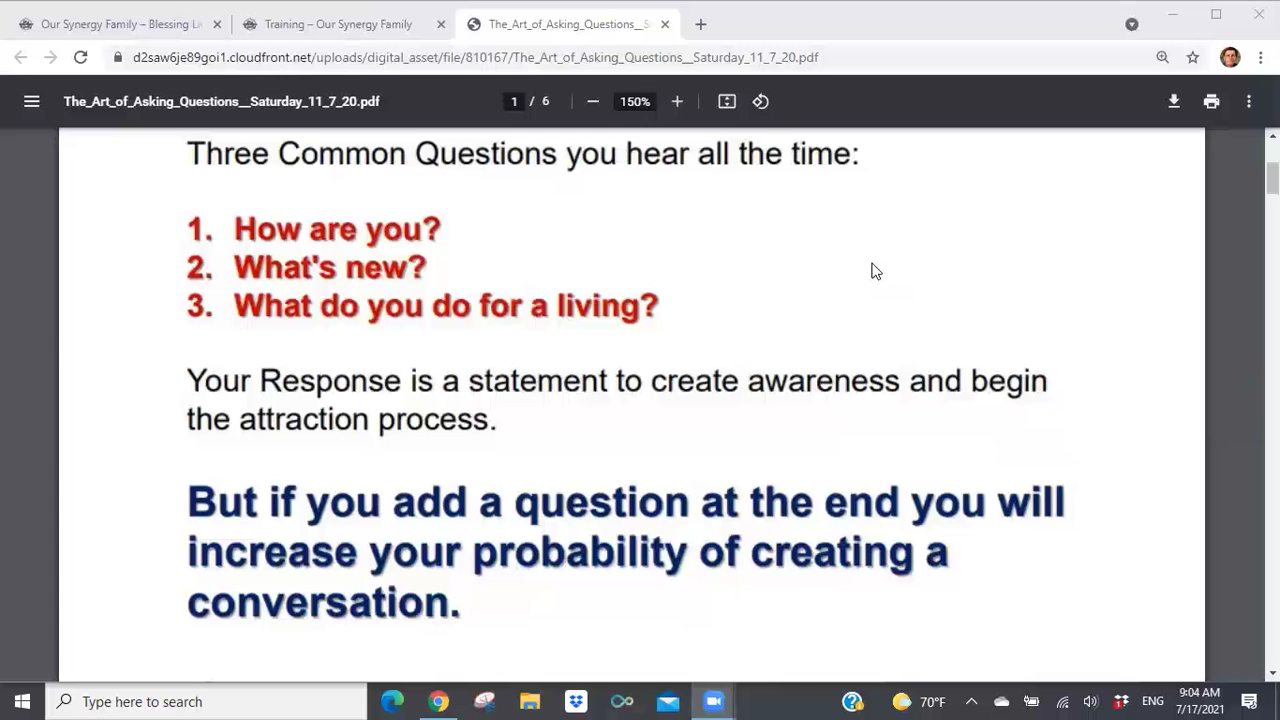 Our Synergy Family – Blessing Li
Training – Our Synergy Family
The_Art_of_Asking_Questions__S
d2saw6je89goi1.cloudfront.net/uploads/digital_asset/file/810167/The_Art_of_Asking_Questions__Saturday_11_7_20.pdf
The_Art_of_Asking_Questions__Saturday_11_7_20.pdf
1 / 6
150%
Three Common Questions you hear all the time:
1. How are you?
2. What's new?
3. What do you do for a living?
Your Response is a statement to create awareness and begin
the attraction process.
But if you add a question at the end you will
increase your probability of creating a
conversation.
Type here to search
70°F
ENG
9:04 AM
7/17/2021